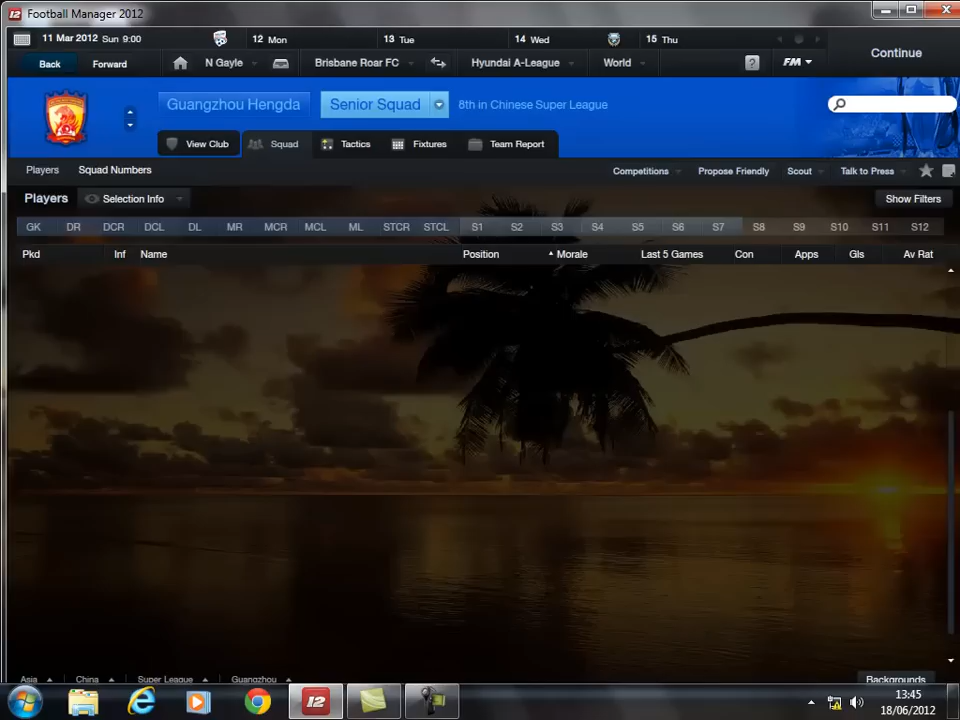 Football Manager 2012
11 Mar 2012 Sun 9:00 12 Mon 13 Tue 14 Wed 15 Thu
Continue
Back Forward N Gayle Brisbane Roar FC Hyundai A-League World ? FM
Guangzhou Hengda Senior Squad 8th in Chinese Super League
View Club Squad Tactics Fixtures Team Report
Players Squad Numbers Competitions Propose Friendly Scout Talk to Press
Players Selection Info Show Filters
GK DR DCR DCL DL MR MCR MCL ML STCR STCL S1 S2 S3 S4 S5 S6 S7 S8 S9 S10 S11 S12
Pkd Inf Name Position Morale Last 5 Games Con Apps Gls Av Rat
Asia China Super League Guangzhou Backgrounds
12
13:45
18/06/2012